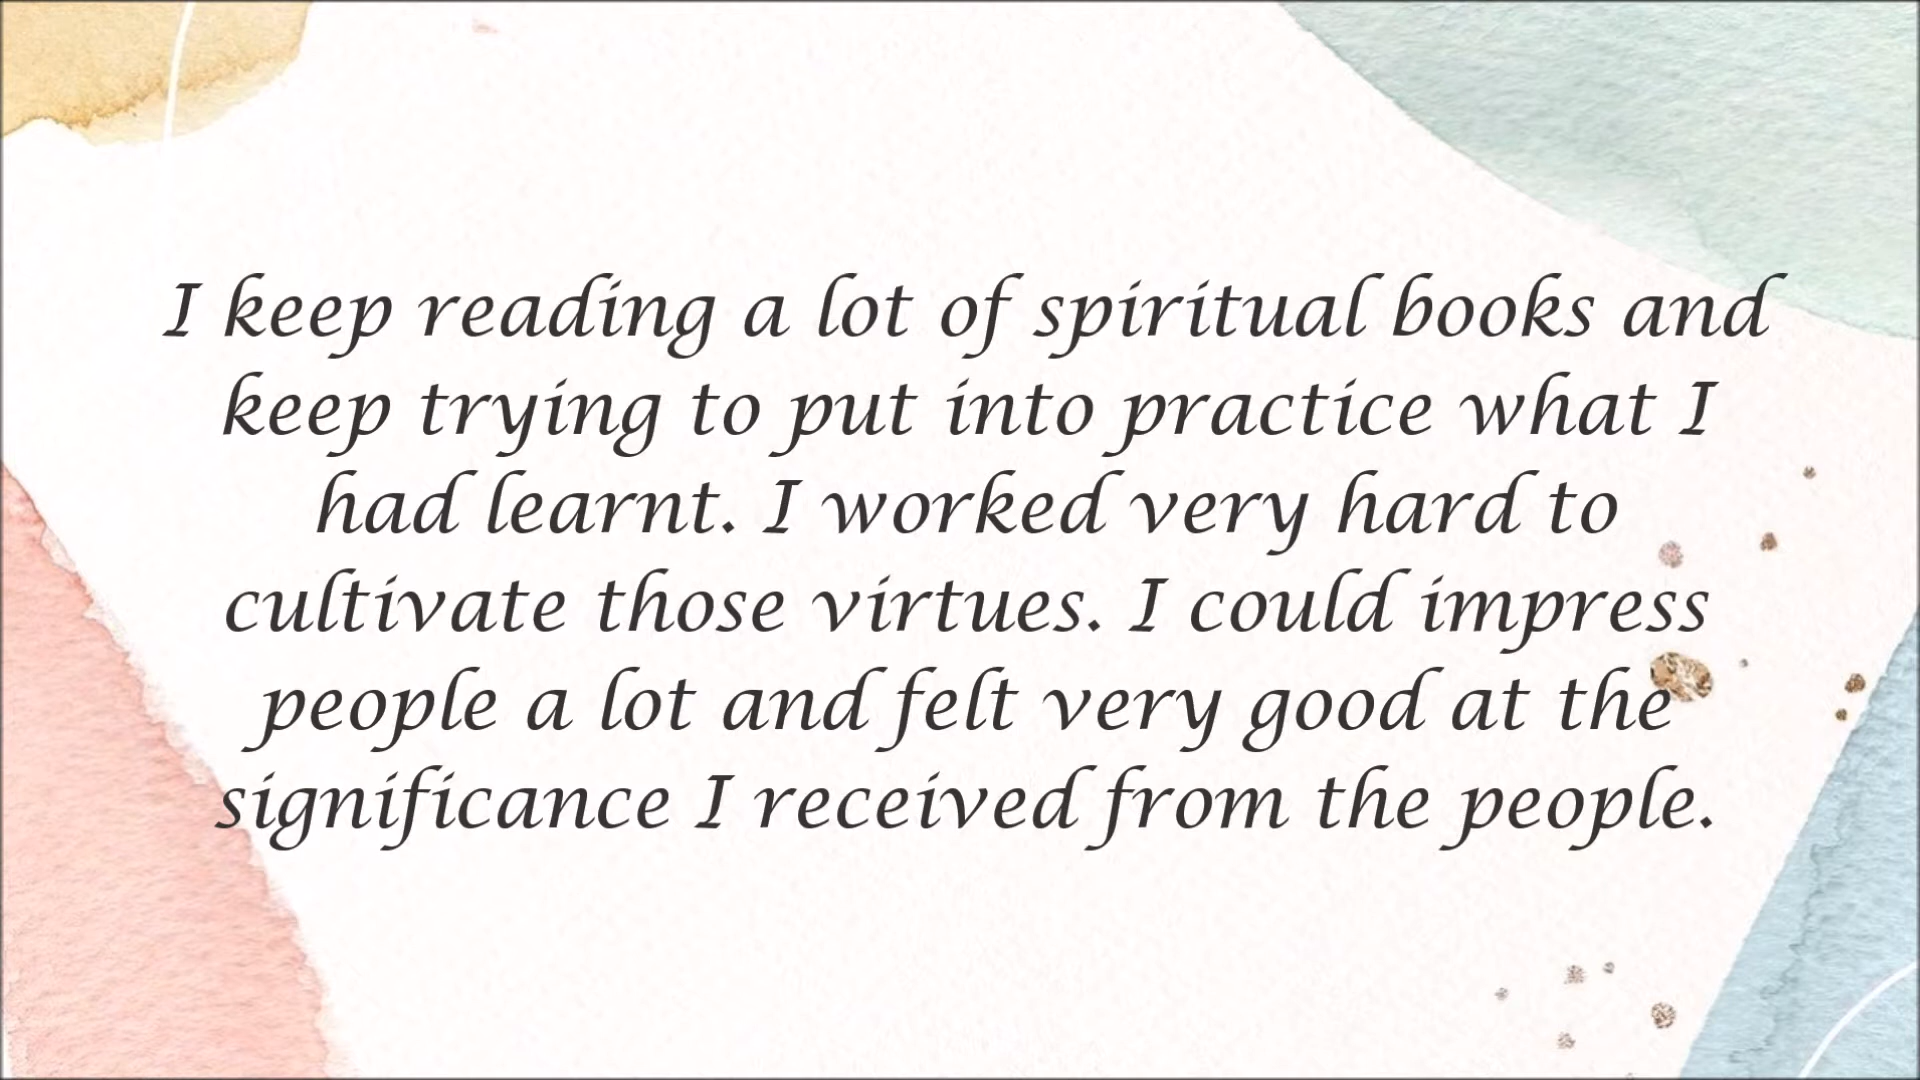 I keep reading a lot of spiritual books and
keep trying to put into practice what I
had learnt. I worked very hard to
cultivate those virtues. I could impress
people a lot and felt very good at the
significance I received from the people.